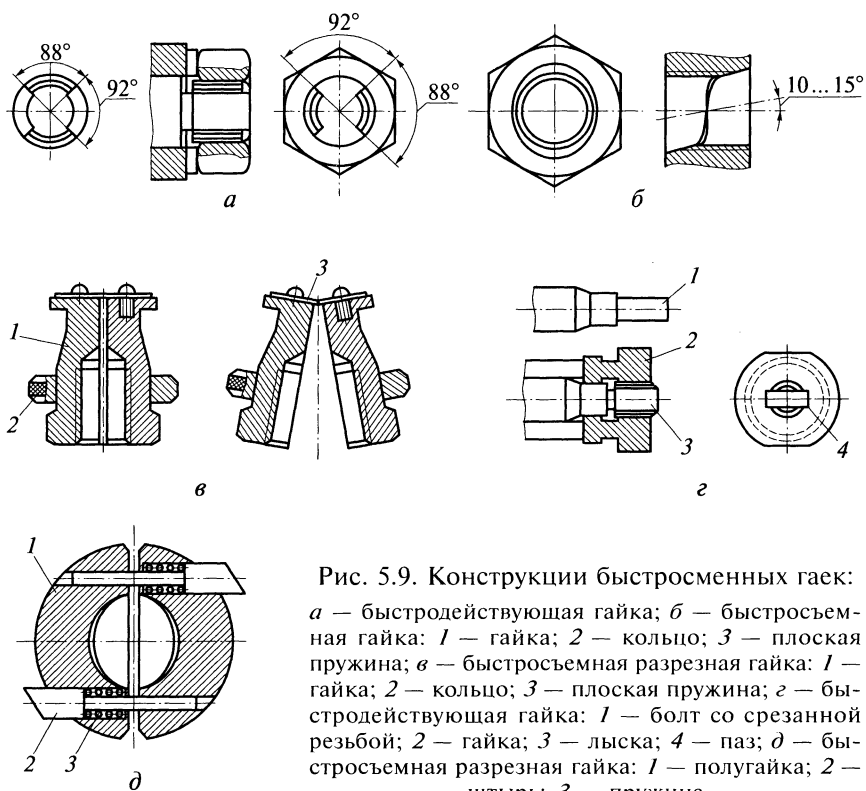 88°
92°
92°
88°
10 ... 15°
а
б
1
2
3
в
1
2
3
4
г
1
2
3
д
Рис. 5.9. Конструкции быстросменных гаек:
а — быстродействующая гайка; б — быстросъем-
ная гайка: 1 — гайка; 2 — кольцо; 3 — плоская
пружина; в — быстросъемная разрезная гайка: 1 —
гайка; 2 — кольцо; 3 — плоская пружина; г — бы-
стродействующая гайка: 1 — болт со срезанной
резьбой; 2 — гайка; 3 — лыска; 4 — паз; д — бы-
стросъемная разрезная гайка: 1 — полугайка; 2 —
штырь; 3 — пружина